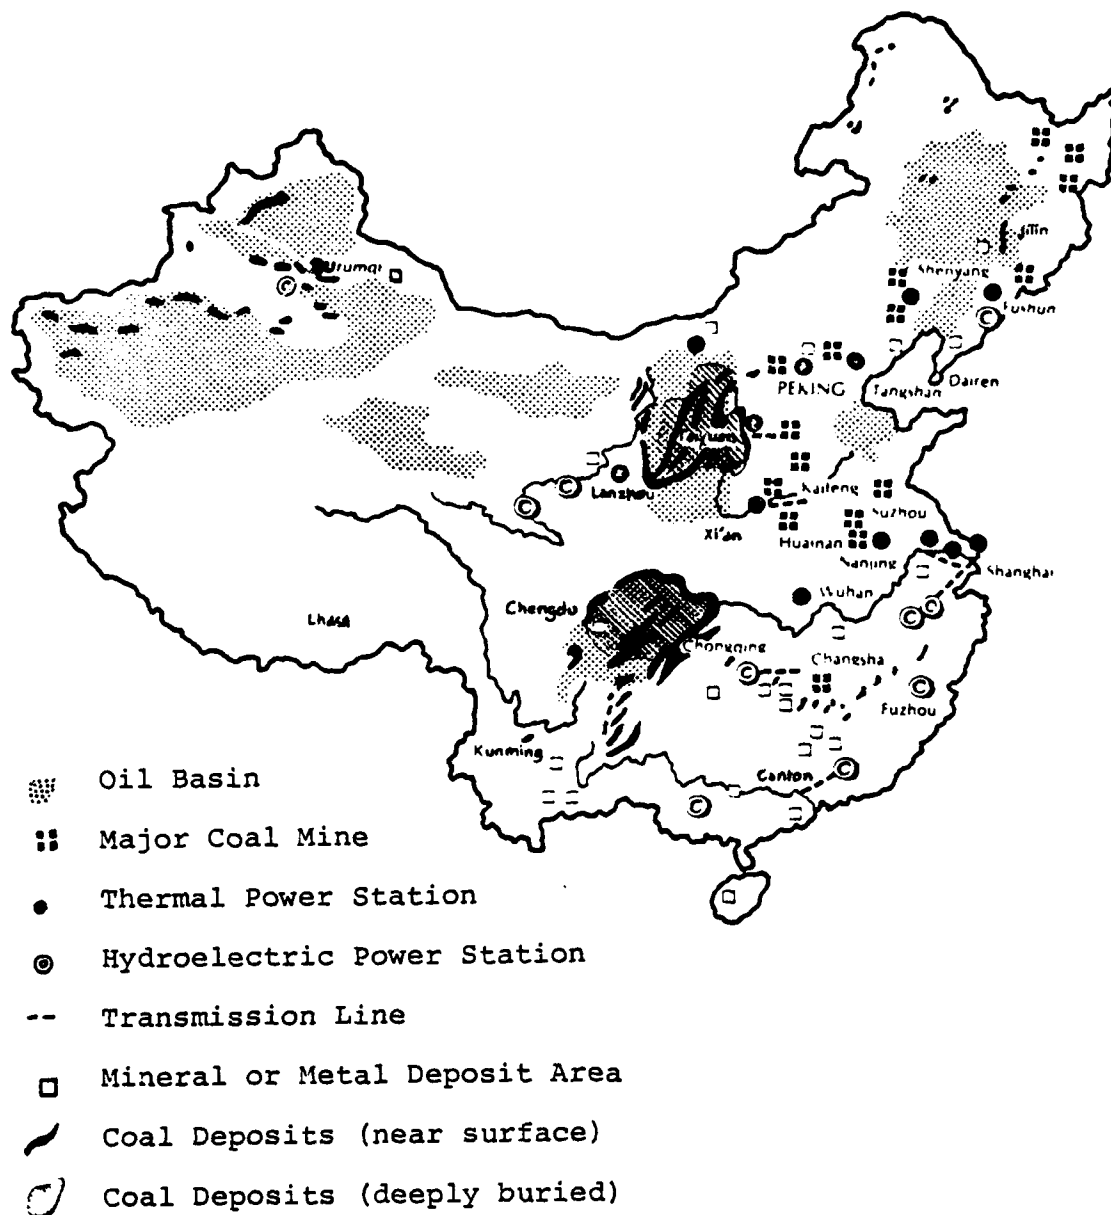 Jilin
Shenyang
Urumqi
Fushun
Dairen
PEKING
Tangshan
Lanzhou
Kaifeng
Suzhou
Xi'an
Huainan
Nanjing
Shanghai
Wuhan
Chengdu
Lhasa
Chongqing
Changsha
Fuzhou
Kunming
Canton
Oil Basin
Major Coal Mine
Thermal Power Station
Hydroelectric Power Station
Transmission Line
Mineral or Metal Deposit Area
Coal Deposits (near surface)
Coal Deposits (deeply buried)